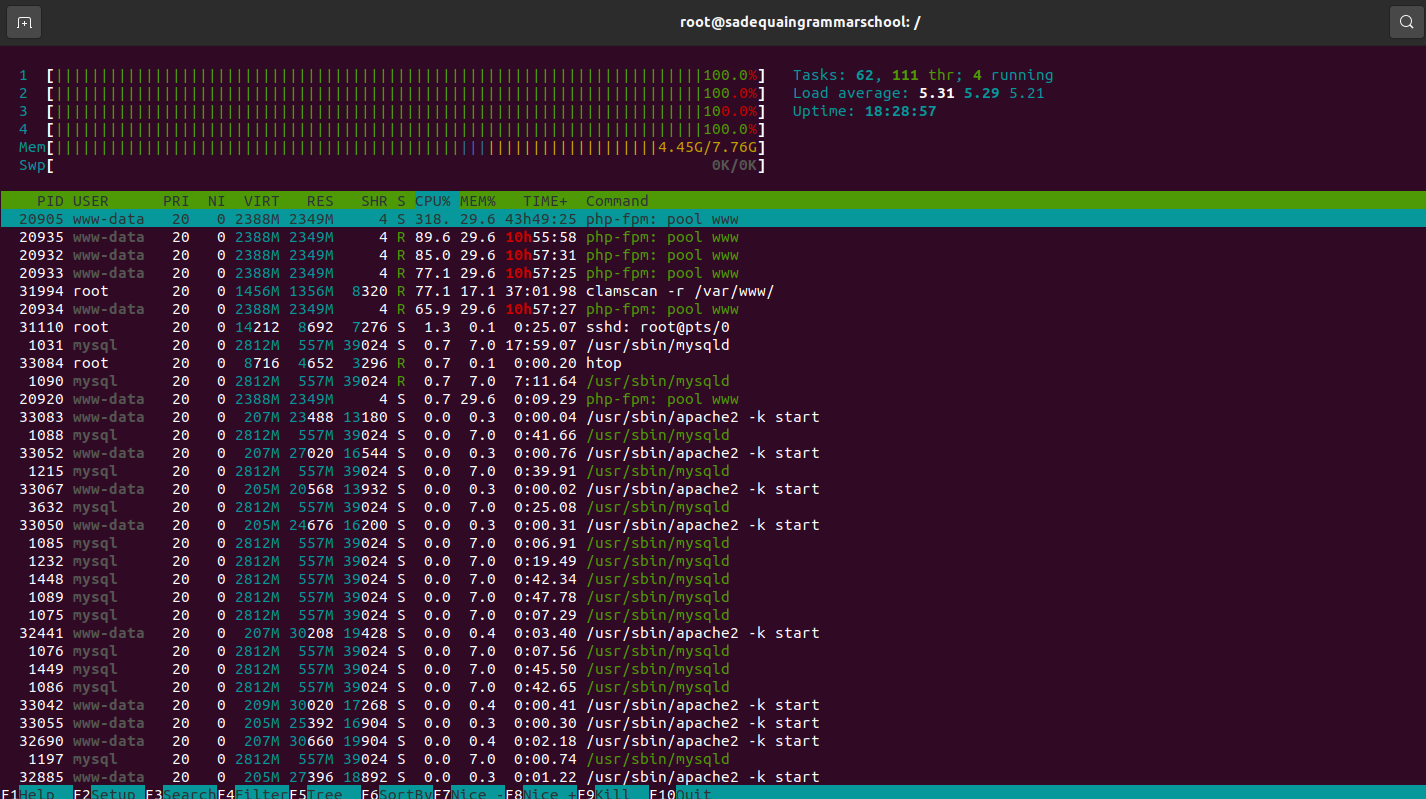 root@sadequaingrammarschool: /
1 [100.0%] Tasks: 62, 111 thr; 4 running
2 [100.0%] Load average: 5.31 5.29 5.21
3 [100.0%] Uptime: 18:28:57
4 [100.0%]
Mem[4.45G/7.76G]
Swp[0K/0K]
PID USER PRI NI VIRT RES SHR S CPU% MEM% TIME+ Command
20905 www-data 20 0 2388M 2349M 4 S 318. 29.6 43h49:25 php-fpm: pool www
20935 www-data 20 0 2388M 2349M 4 R 89.6 29.6 10h55:58 php-fpm: pool www
20932 www-data 20 0 2388M 2349M 4 R 85.0 29.6 10h57:31 php-fpm: pool www
20933 www-data 20 0 2388M 2349M 4 R 77.1 29.6 10h57:25 php-fpm: pool www
31994 root 20 0 1456M 1356M 8320 R 77.1 17.1 37:01.98 clamscan -r /var/www/
20934 www-data 20 0 2388M 2349M 4 R 65.9 29.6 10h57:27 php-fpm: pool www
31110 root 20 0 14212 8692 7276 S 1.3 0.1 0:25.07 sshd: root@pts/0
1031 mysql 20 0 2812M 557M 39024 S 0.7 7.0 17:59.07 /usr/sbin/mysqld
33084 root 20 0 8716 4652 3296 R 0.7 0.1 0:00.20 htop
1090 mysql 20 0 2812M 557M 39024 R 0.7 7.0 7:11.64 /usr/sbin/mysqld
20920 www-data 20 0 2388M 2349M 4 S 0.7 29.6 0:09.29 php-fpm: pool www
33083 www-data 20 0 207M 23488 13180 S 0.0 0.3 0:00.04 /usr/sbin/apache2 -k start
1088 mysql 20 0 2812M 557M 39024 S 0.0 7.0 0:41.66 /usr/sbin/mysqld
33052 www-data 20 0 207M 27020 16544 S 0.0 0.3 0:00.76 /usr/sbin/apache2 -k start
1215 mysql 20 0 2812M 557M 39024 S 0.0 7.0 0:39.91 /usr/sbin/mysqld
33067 www-data 20 0 205M 20568 13932 S 0.0 0.3 0:00.02 /usr/sbin/apache2 -k start
3632 mysql 20 0 2812M 557M 39024 S 0.0 7.0 0:25.08 /usr/sbin/mysqld
33050 www-data 20 0 205M 24676 16200 S 0.0 0.3 0:00.31 /usr/sbin/apache2 -k start
1085 mysql 20 0 2812M 557M 39024 S 0.0 7.0 0:06.91 /usr/sbin/mysqld
1232 mysql 20 0 2812M 557M 39024 S 0.0 7.0 0:19.49 /usr/sbin/mysqld
1448 mysql 20 0 2812M 557M 39024 S 0.0 7.0 0:42.34 /usr/sbin/mysqld
1089 mysql 20 0 2812M 557M 39024 S 0.0 7.0 0:47.78 /usr/sbin/mysqld
1075 mysql 20 0 2812M 557M 39024 S 0.0 7.0 0:07.29 /usr/sbin/mysqld
32441 www-data 20 0 207M 30208 19428 S 0.0 0.4 0:03.40 /usr/sbin/apache2 -k start
1076 mysql 20 0 2812M 557M 39024 S 0.0 7.0 0:07.56 /usr/sbin/mysqld
1449 mysql 20 0 2812M 557M 39024 S 0.0 7.0 0:45.50 /usr/sbin/mysqld
1086 mysql 20 0 2812M 557M 39024 S 0.0 7.0 0:42.65 /usr/sbin/mysqld
33042 www-data 20 0 209M 30020 17268 S 0.0 0.4 0:00.41 /usr/sbin/apache2 -k start
33055 www-data 20 0 205M 25392 16904 S 0.0 0.3 0:00.30 /usr/sbin/apache2 -k start
32690 www-data 20 0 207M 30660 19904 S 0.0 0.4 0:02.18 /usr/sbin/apache2 -k start
1197 mysql 20 0 2812M 557M 39024 S 0.0 7.0 0:00.74 /usr/sbin/mysqld
32885 www-data 20 0 205M 27396 18892 S 0.0 0.3 0:01.22 /usr/sbin/apache2 -k start
F1Help F2Setup F3SearchF4FilterF5Tree F6SortByF7Nice -F8Nice +F9Kill F10Quit